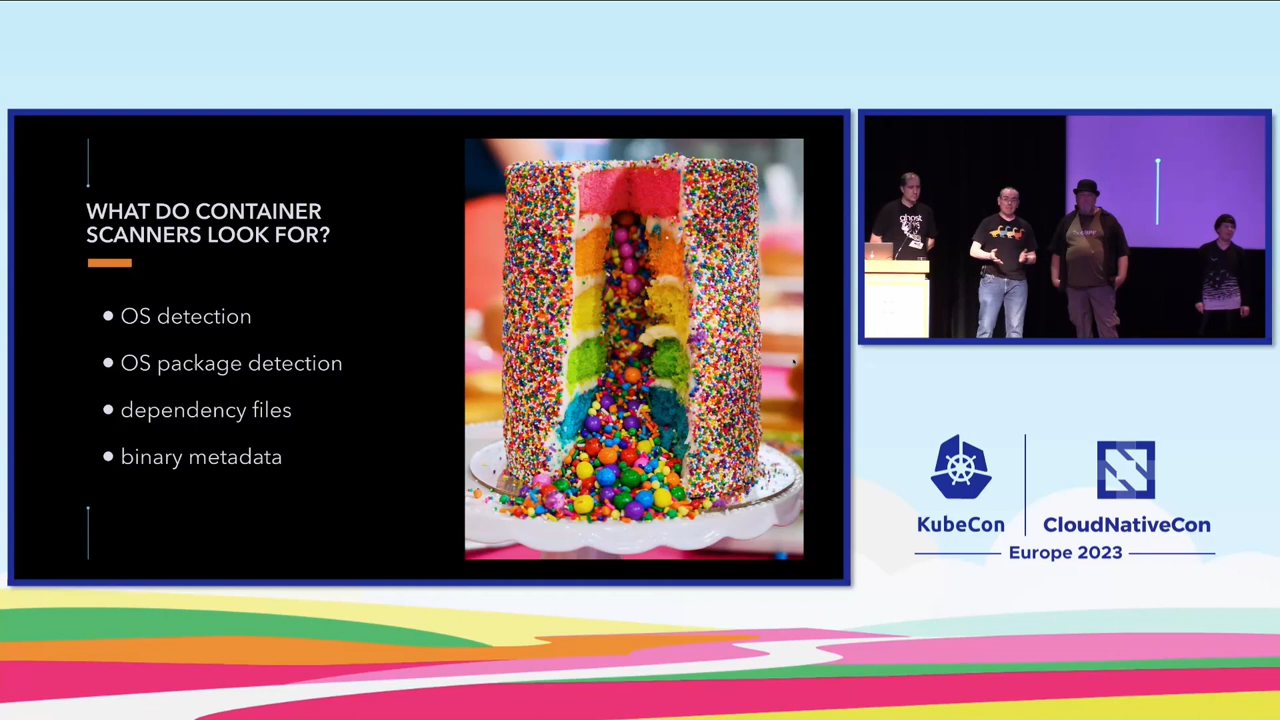 WHAT DO CONTAINER
SCANNERS LOOK FOR?
OS detection
OS package detection
dependency files
binary metadata
ghost
KubeCon
CloudNativeCon
Europe 2023